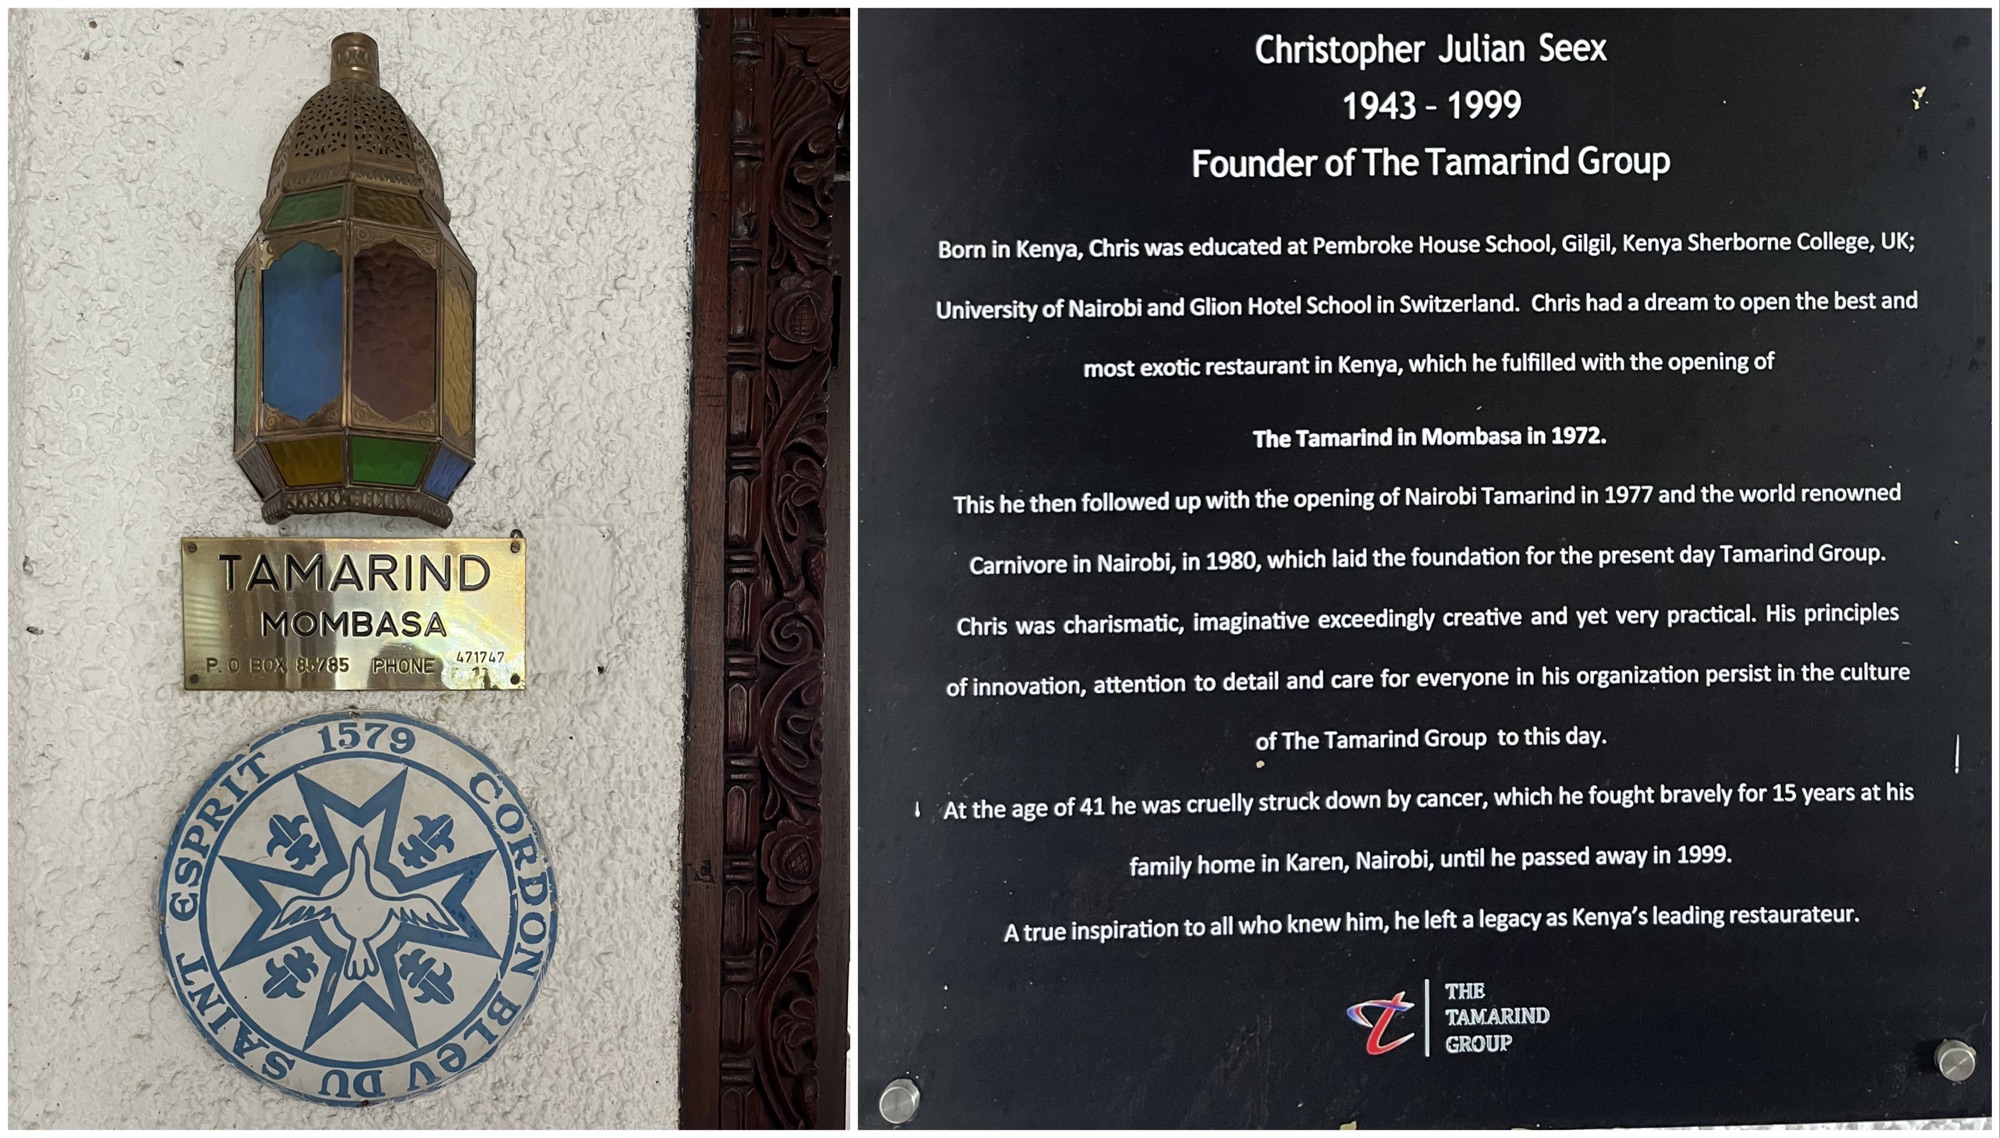 TAMARIND
MOMBASA
P. O BOX 85785 PHONE 471747
1579
CORDON BLEV DU SAINT ESPRIT
Christopher Julian Seex
1943 - 1999
Founder of The Tamarind Group
Born in Kenya, Chris was educated at Pembroke House School, Gilgil, Kenya Sherborne College, UK;
University of Nairobi and Glion Hotel School in Switzerland. Chris had a dream to open the best and
most exotic restaurant in Kenya, which he fulfilled with the opening of
The Tamarind in Mombasa in 1972.
This he then followed up with the opening of Nairobi Tamarind in 1977 and the world renowned
Carnivore in Nairobi, in 1980, which laid the foundation for the present day Tamarind Group.
Chris was charismatic, imaginative exceedingly creative and yet very practical. His principles
of innovation, attention to detail and care for everyone in his organization persist in the culture
of The Tamarind Group to this day.
At the age of 41 he was cruelly struck down by cancer, which he fought bravely for 15 years at his
family home in Karen, Nairobi, until he passed away in 1999.
A true inspiration to all who knew him, he left a legacy as Kenya's leading restaurateur.
THE
TAMARIND
GROUP